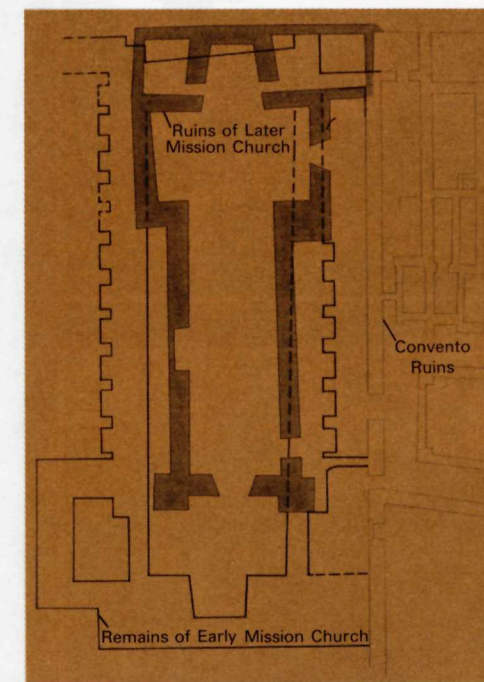 Ruins of Later
Mission Church
Convento
Ruins
Remains of Early Mission Church